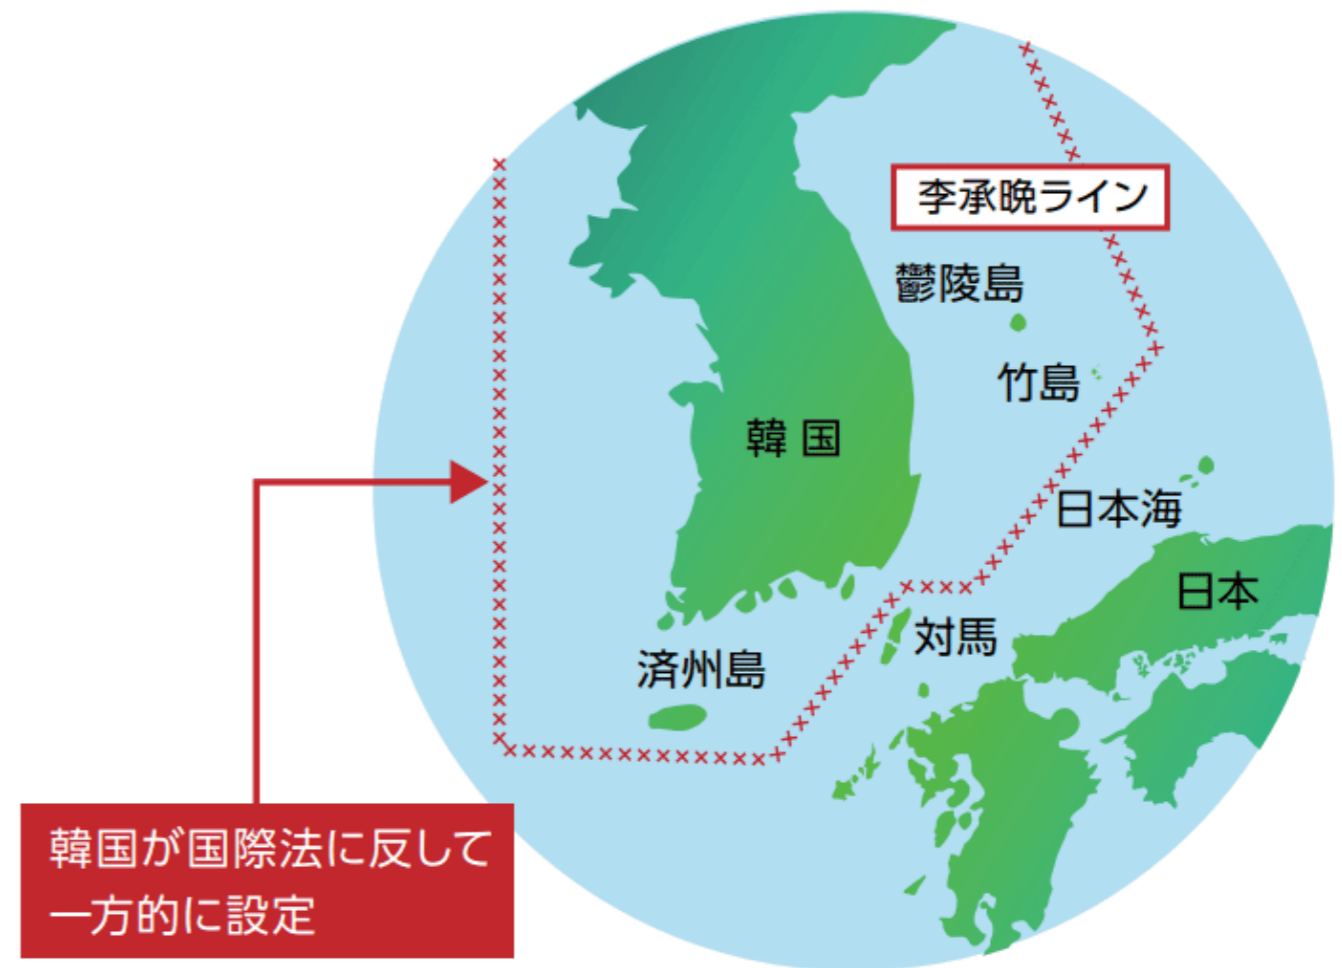 李承晩ライン
鬱陵島
竹島
韓国
日本海
日本
対馬
済州島
韓国が国際法に反して
一方的に設定